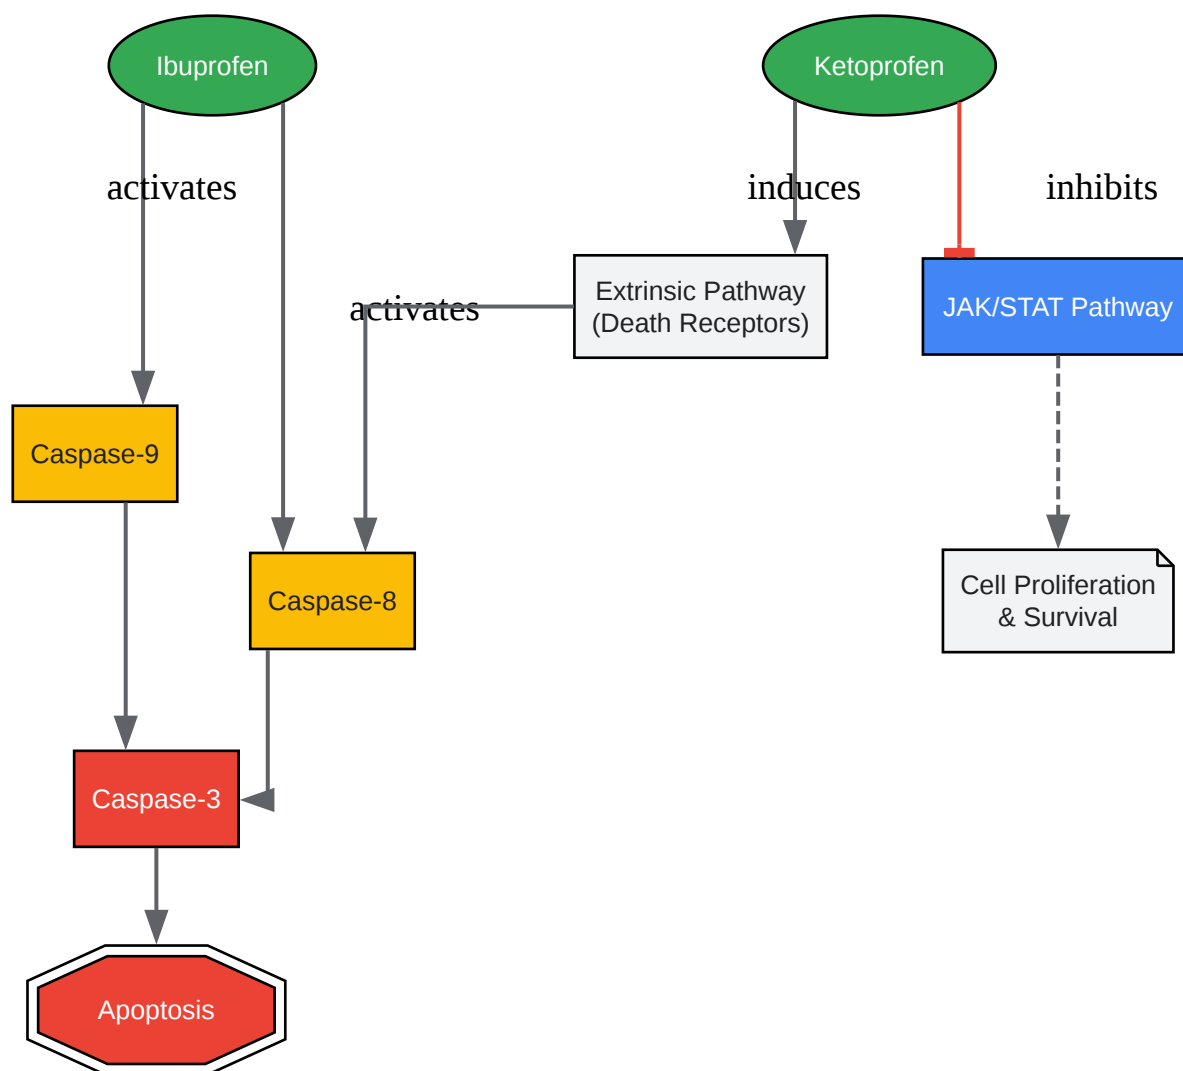 Ibuprofen
Ketoprofen
activates
induces
inhibits
Extrinsic Pathway
(Death Receptors)
activates
JAK/STAT Pathway
Caspase-9
Caspase-8
Cell Proliferation
& Survival
Caspase-3
Apoptosis